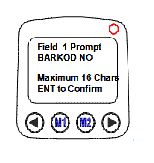 Field 1 Prompt
BARKOD NO
Maximum 16 Chars
ENT to Confirm
M1 M2